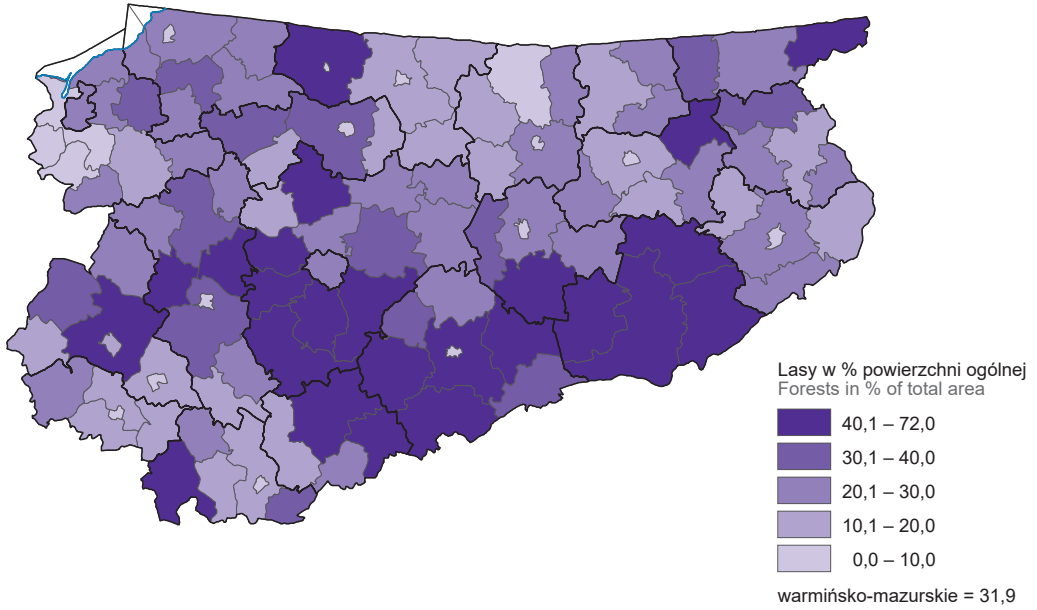 Lasy w % powierzchni ogólnej
Forests in % of total area
40,1 – 72,0
30,1 – 40,0
20,1 – 30,0
10,1 – 20,0
0,0 – 10,0
warmińsko-mazurskie = 31,9